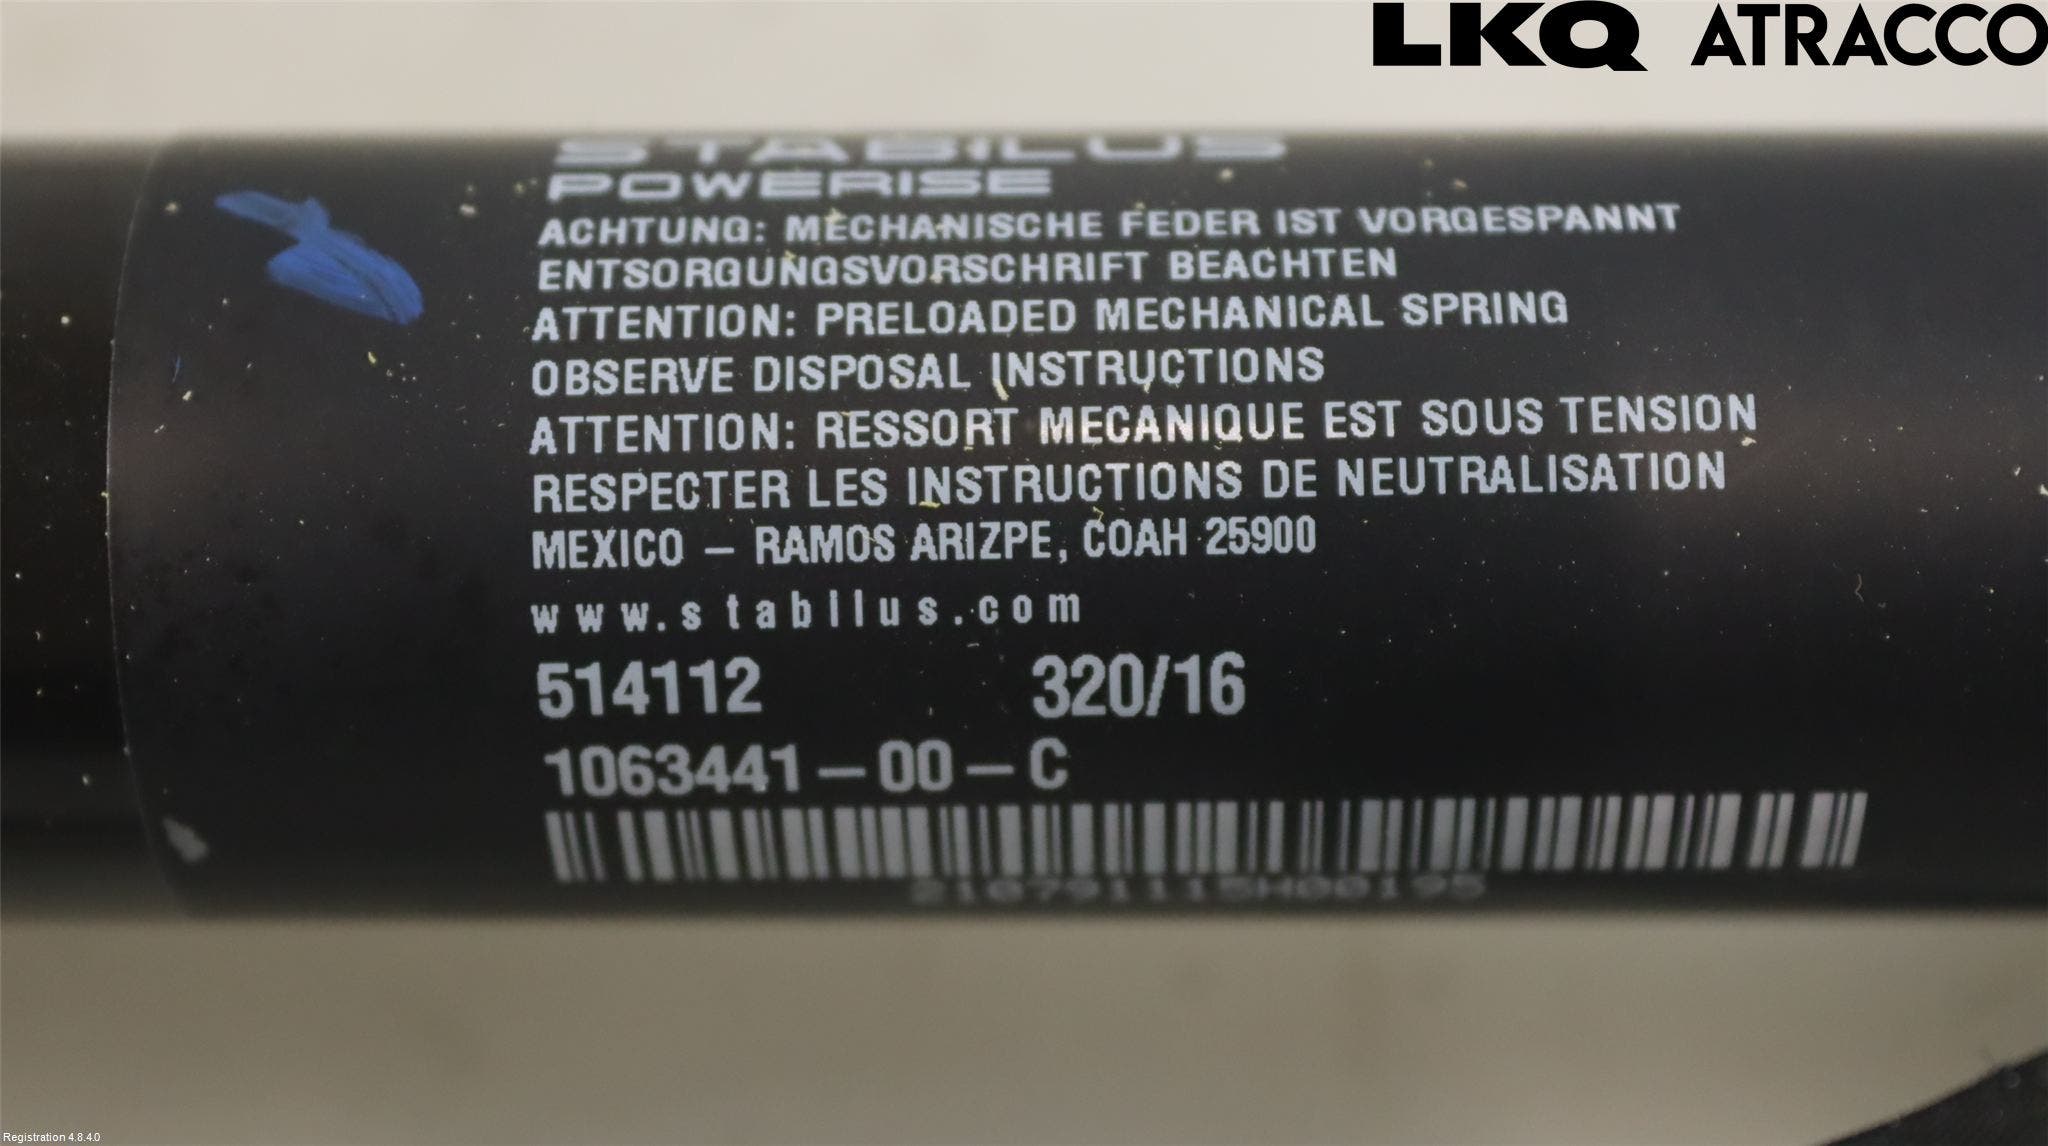 LKQ ATRACCO
STABILUS
POWERISE
ACHTUNG: MECHANISCHE FEDER IST VORGESPANNT
ENTSORGUNGSVORSCHRIFT BEACHTEN
ATTENTION: PRELOADED MECHANICAL SPRING
OBSERVE DISPOSAL INSTRUCTIONS
ATTENTION: RESSORT MECANIQUE EST SOUS TENSION
RESPECTER LES INSTRUCTIONS DE NEUTRALISATION
MEXICO – RAMOS ARIZPE, COAH 25900
www.stabilus.com
514112 320/16
1063441–00–C
Registration 4.8.4.0